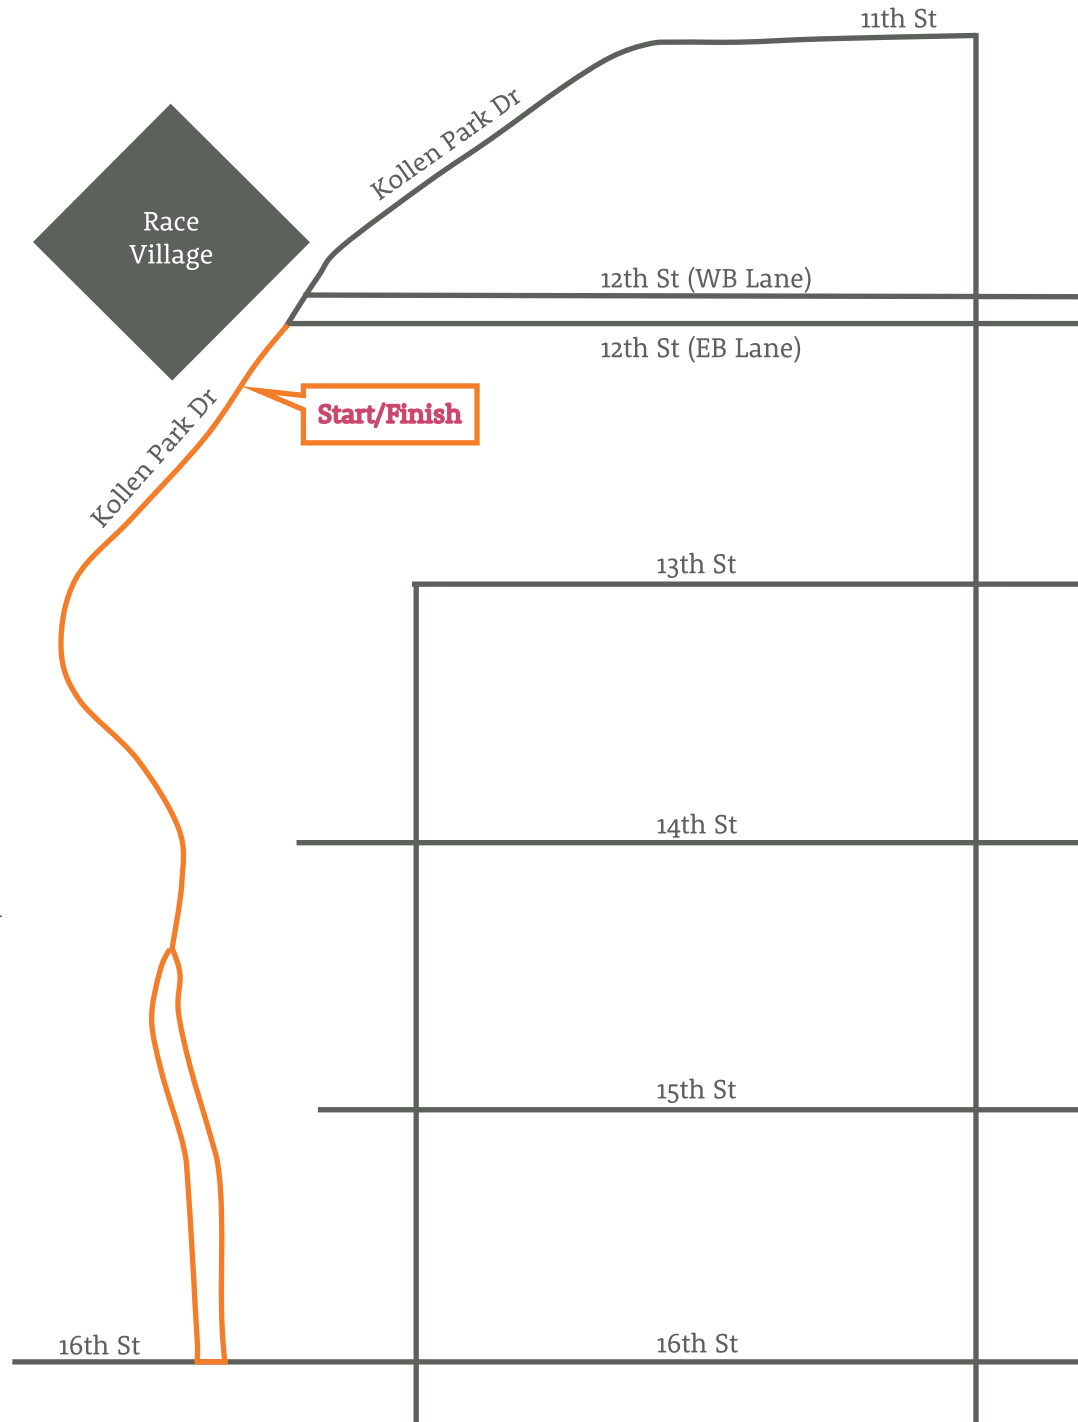 11th St
Kollen Park Dr
Race
Village
12th St (WB Lane)
12th St (EB Lane)
Start/Finish
Kollen Park Dr
13th St
14th St
15th St
16th St
16th St